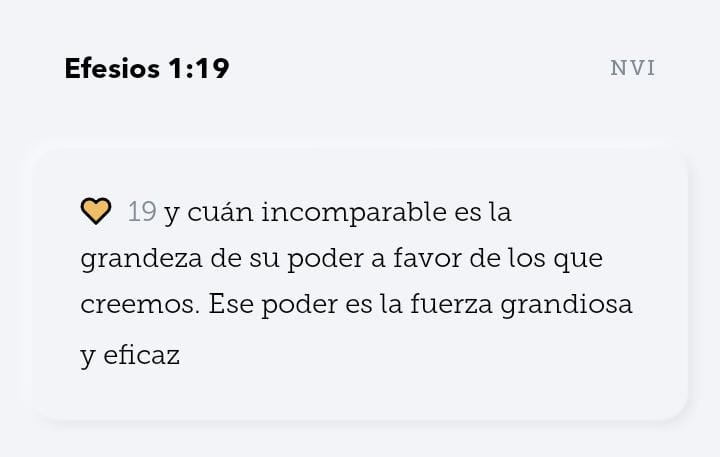 Efesios 1:19
NVI
19 y cuán incomparable es la
grandeza de su poder a favor de los que
creemos. Ese poder es la fuerza grandiosa
y eficaz